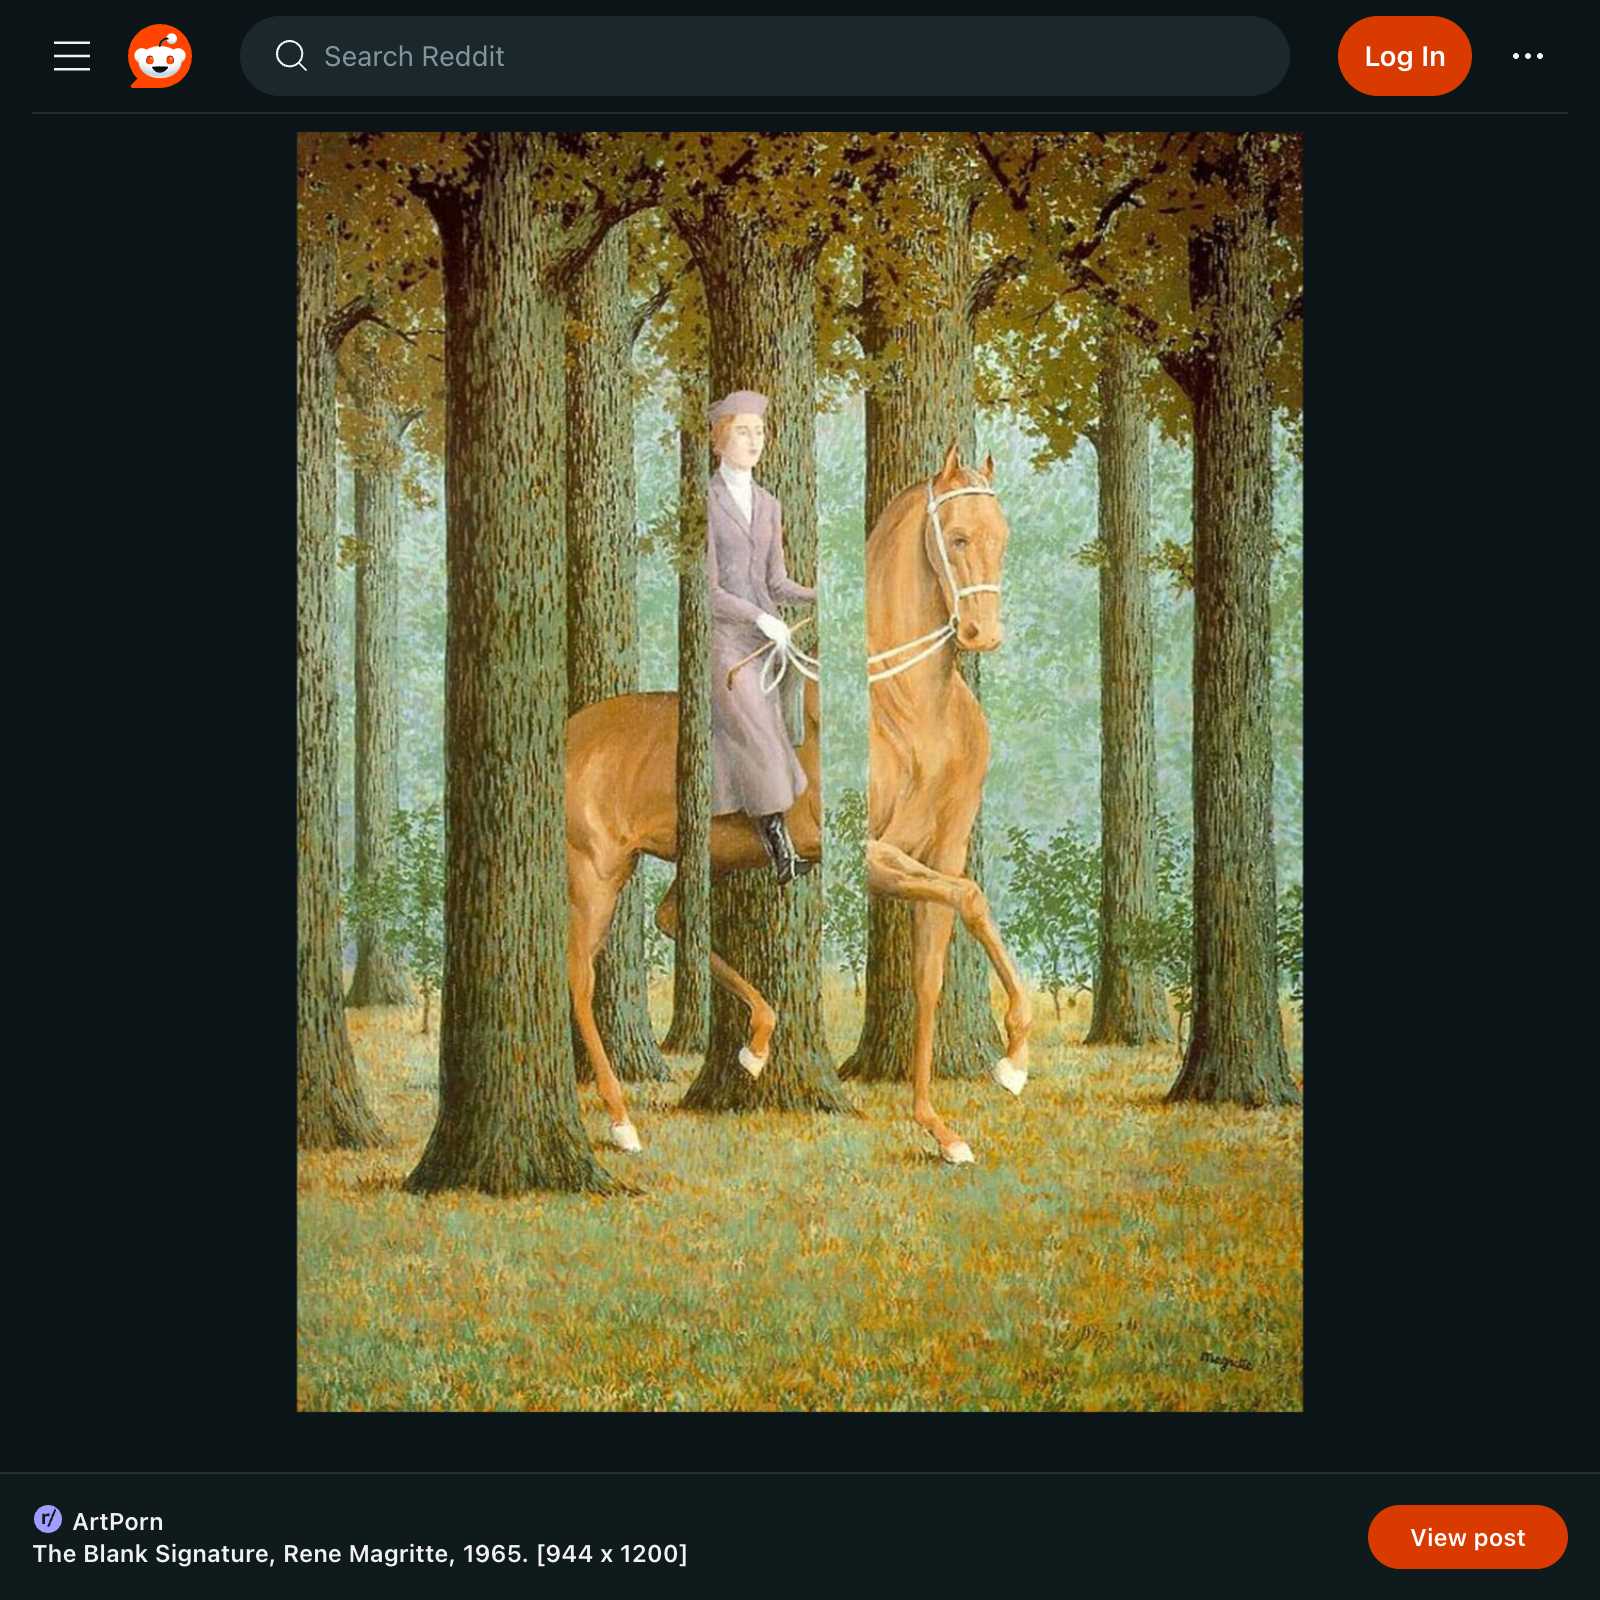 Search Reddit
Log In
Magritte
r/ ArtPorn
The Blank Signature, Rene Magritte, 1965. [944 x 1200]
View post